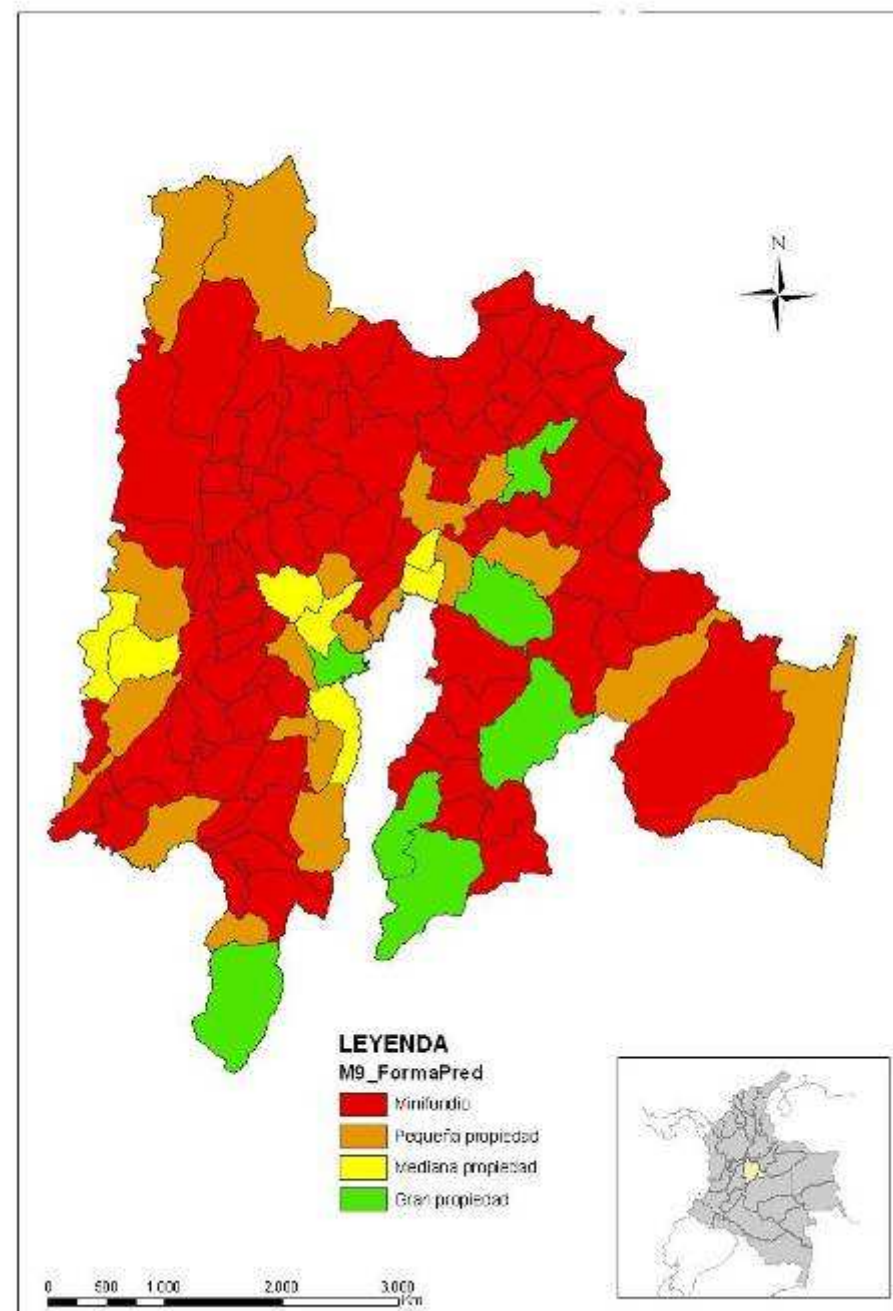 N
LEYENDA
M9_FormaPred
Minifundio
Pequeña propiedad
Mediana propiedad
Gran propiedad
0 500 1.000 2.000 3.000
Km